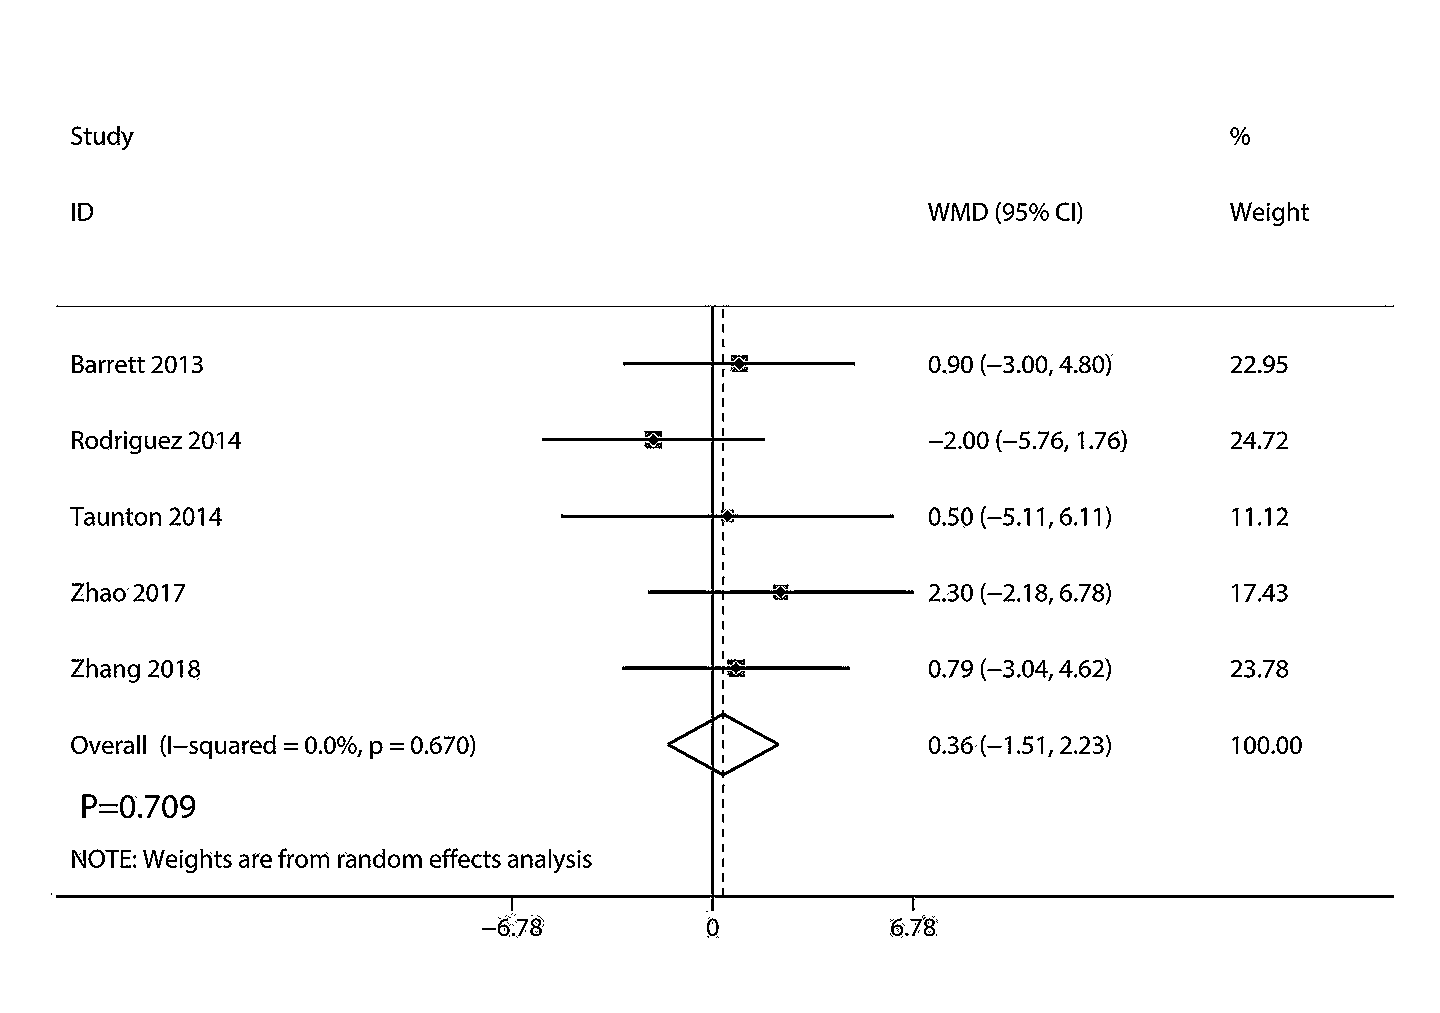 Study %
ID WMD (95% CI) Weight
Barrett 2013 0.90 (−3.00, 4.80) 22.95
Rodriguez 2014 −2.00 (−5.76, 1.76) 24.72
Taunton 2014 0.50 (−5.11, 6.11) 11.12
Zhao 2017 2.30 (−2.18, 6.78) 17.43
Zhang 2018 0.79 (−3.04, 4.62) 23.78
Overall (I−squared = 0.0%, p = 0.670) 0.36 (−1.51, 2.23) 100.00
P=0.709
NOTE: Weights are from random effects analysis
−6.78 0 6.78